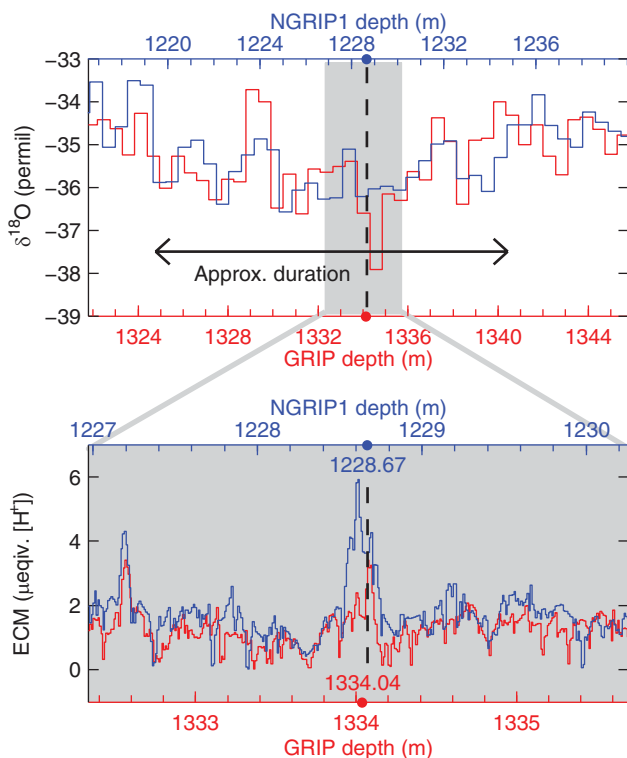 NGRIP1 depth (m)
1220 1224 1228 1232 1236
−33
−34
−35
−36
−37
−38
−39
δ18O (permil)
Approx. duration
1324 1328 1332 1336 1340 1344
GRIP depth (m)
NGRIP1 depth (m)
1227 1228 1229 1230
1228.67
6
4
2
0
ECM (μeqiv. [H+])
1334.04
1333 1334 1335
GRIP depth (m)